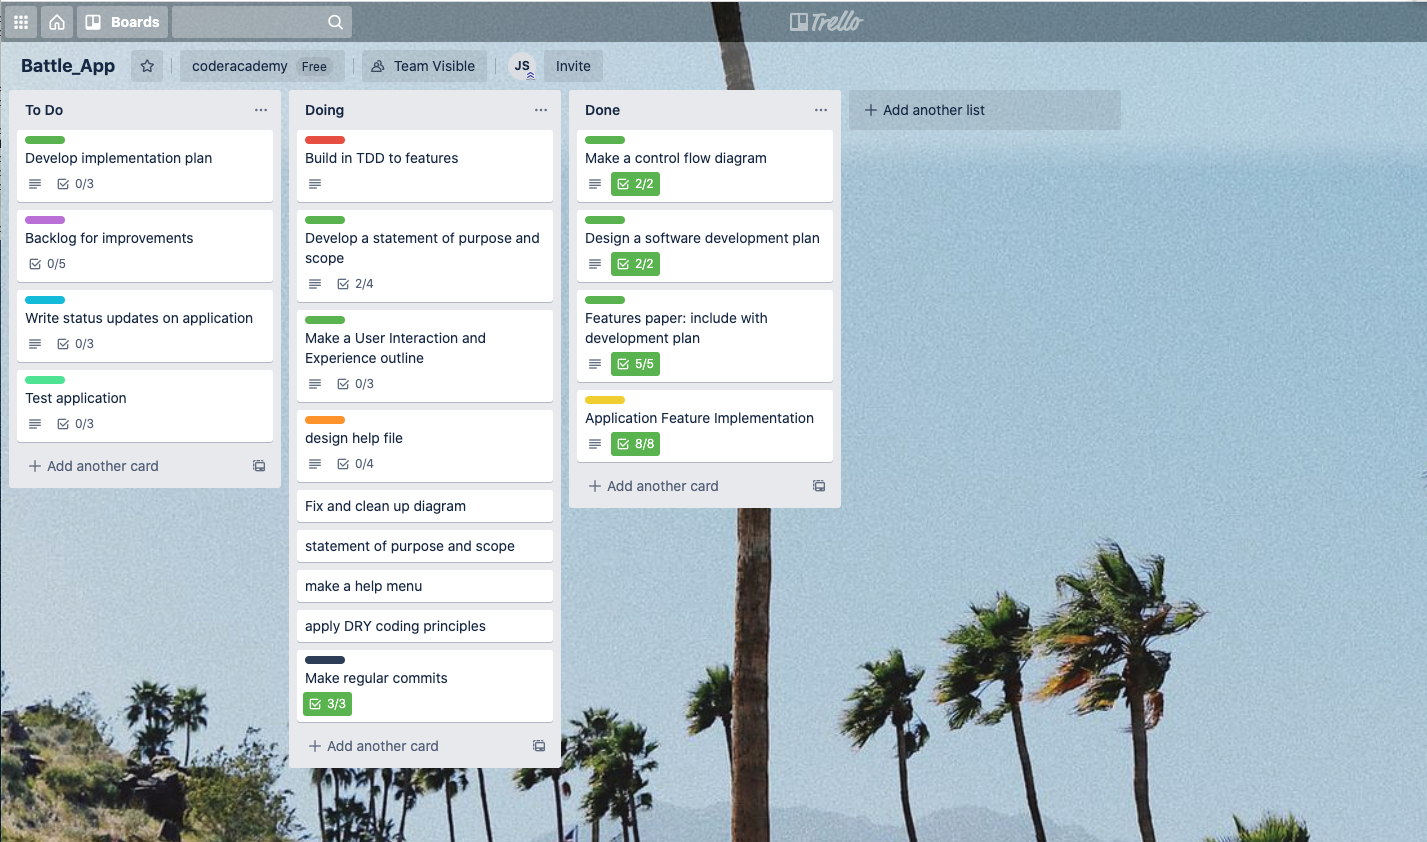 Boards
Trello
Battle_App
coderacademy Free
Team Visible
JS
Invite
To Do
Develop implementation plan
0/3
Backlog for improvements
0/5
Write status updates on application
0/3
Test application
0/3
Add another card
Doing
Build in TDD to features
Develop a statement of purpose and
scope
2/4
Make a User Interaction and
Experience outline
0/3
design help file
0/4
Fix and clean up diagram
statement of purpose and scope
make a help menu
apply DRY coding principles
Make regular commits
3/3
Add another card
Done
Make a control flow diagram
2/2
Design a software development plan
2/2
Features paper: include with
development plan
5/5
Application Feature Implementation
8/8
Add another card
Add another list